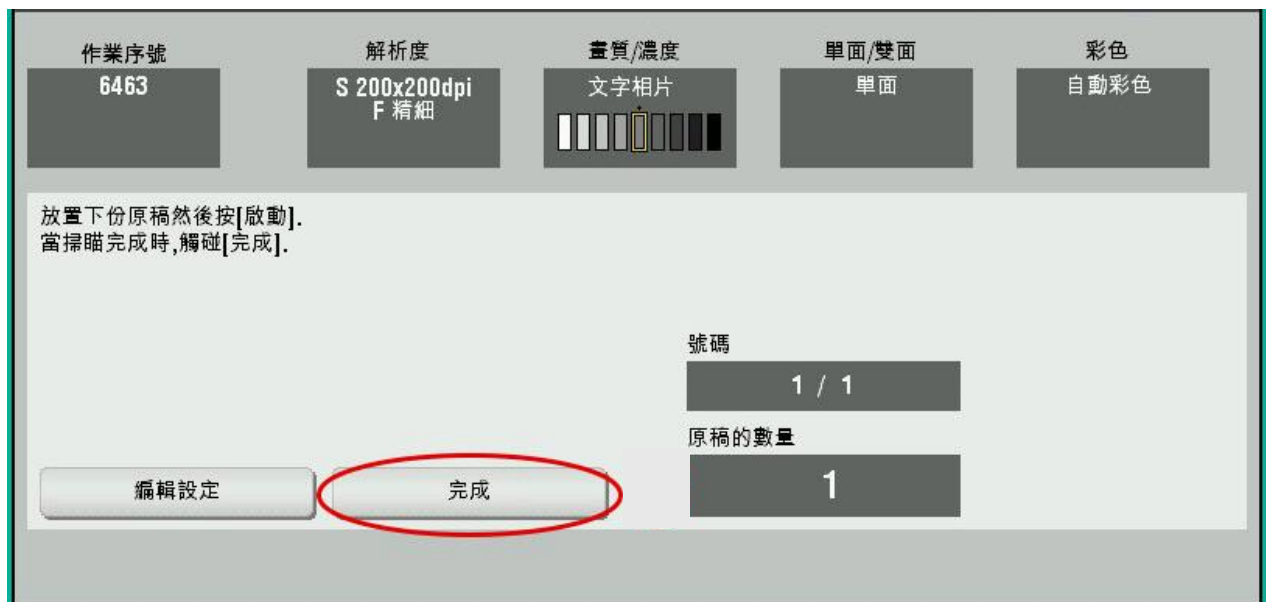 作業序號
解析度
畫質/濃度
單面/雙面
彩色
6463
S 200x200dpi
F 精細
文字相片
單面
自動彩色
放置下份原稿然後按[啟動].
當掃瞄完成時,觸碰[完成].
號碼
1 / 1
原稿的數量
1
編輯設定
完成